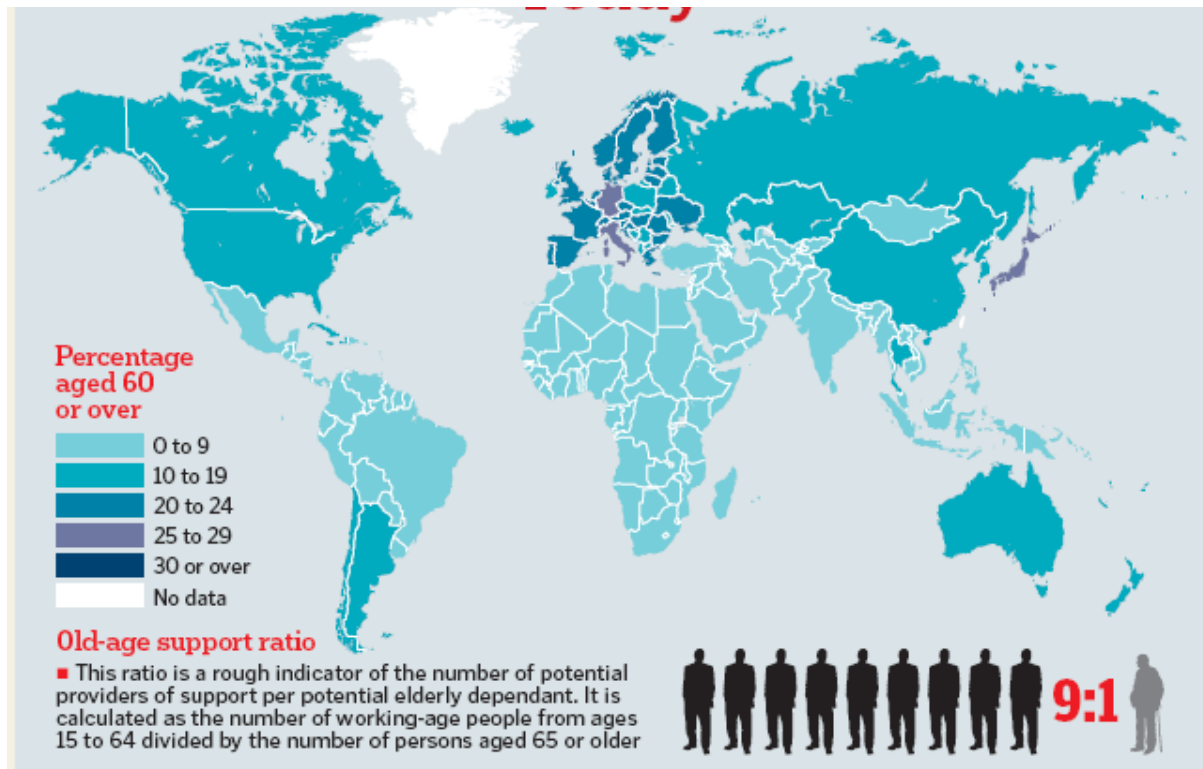 Today
Percentage
aged 60
or over
0 to 9
10 to 19
20 to 24
25 to 29
30 or over
No data
Old-age support ratio
■ This ratio is a rough indicator of the number of potential
providers of support per potential elderly dependant. It is
calculated as the number of working-age people from ages
15 to 64 divided by the number of persons aged 65 or older
9:1